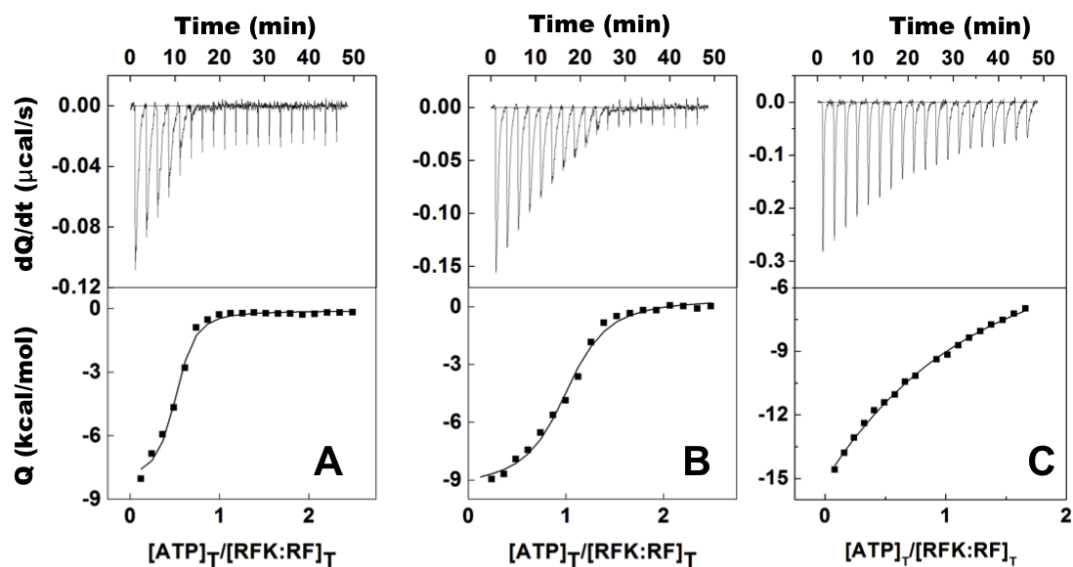 Time (min)
Time (min)
Time (min)
0 10 20 30 40 50
0 10 20 30 40 50
0 10 20 30 40 50
dQ/dt (μcal/s)
0.00
-0.04
-0.08
-0.12
0.00
-0.05
-0.10
-0.15
0.0
-0.1
-0.2
-0.3
Q (kcal/mol)
0
-3
-6
-9
A
0
-3
-6
-9
B
-6
-9
-12
-15
C
0 1 2
0 1 2
0 1 2
[ATP]T/[RFK:RF]T
[ATP]T/[RFK:RF]T
[ATP]T/[RFK:RF]T